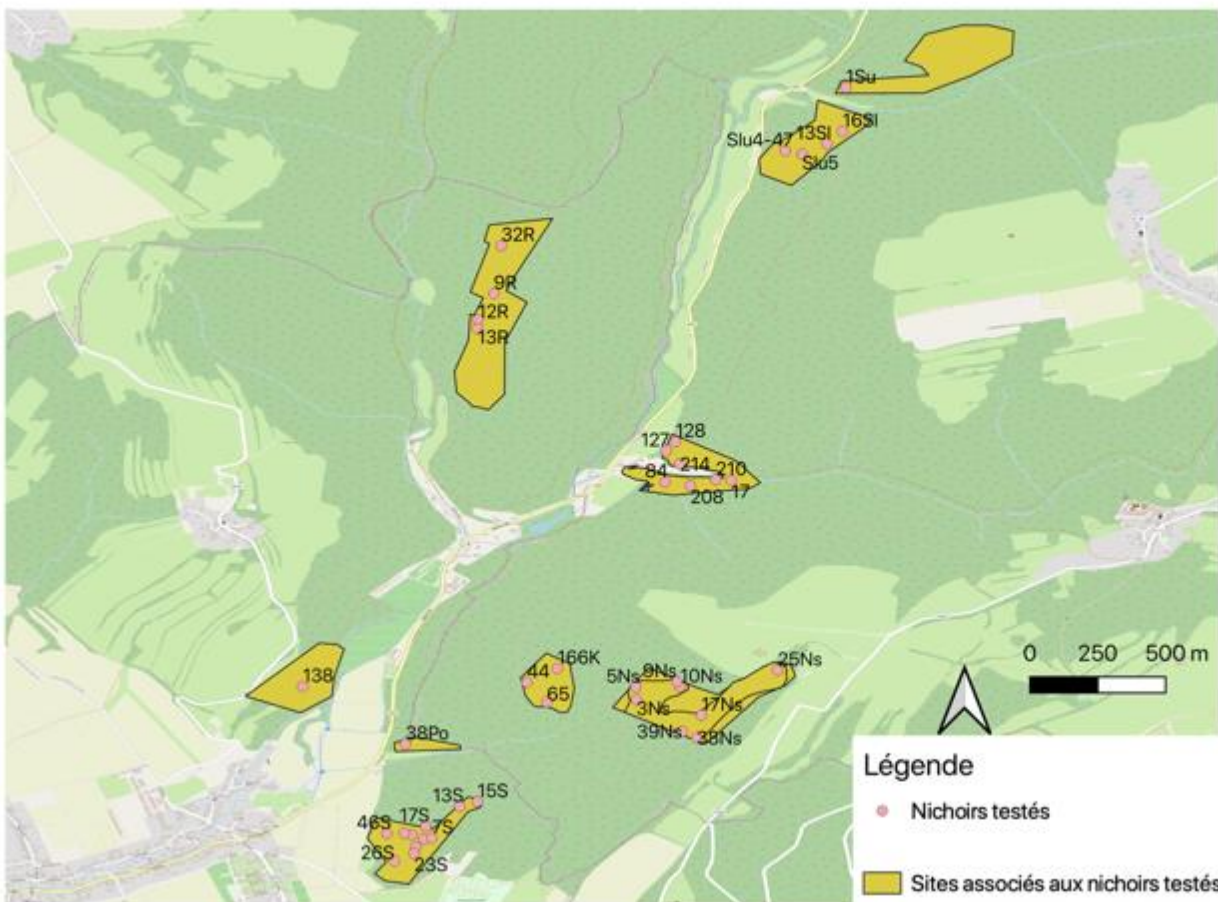 1Su
16Sl
13Sl
Slu4-47
Slu5
32R
9R
12R
13R
128
127
214
210
84
17
208
166K
44
65
138
25Ns
9Ns
5Ns
10Ns
3Ns
17Ns
39Ns
38Ns
38Po
15S
13S
17S
46S
7S
26S
23S
0 250 500 m
Légende
Nichoirs testés
Sites associés aux nichoirs testés